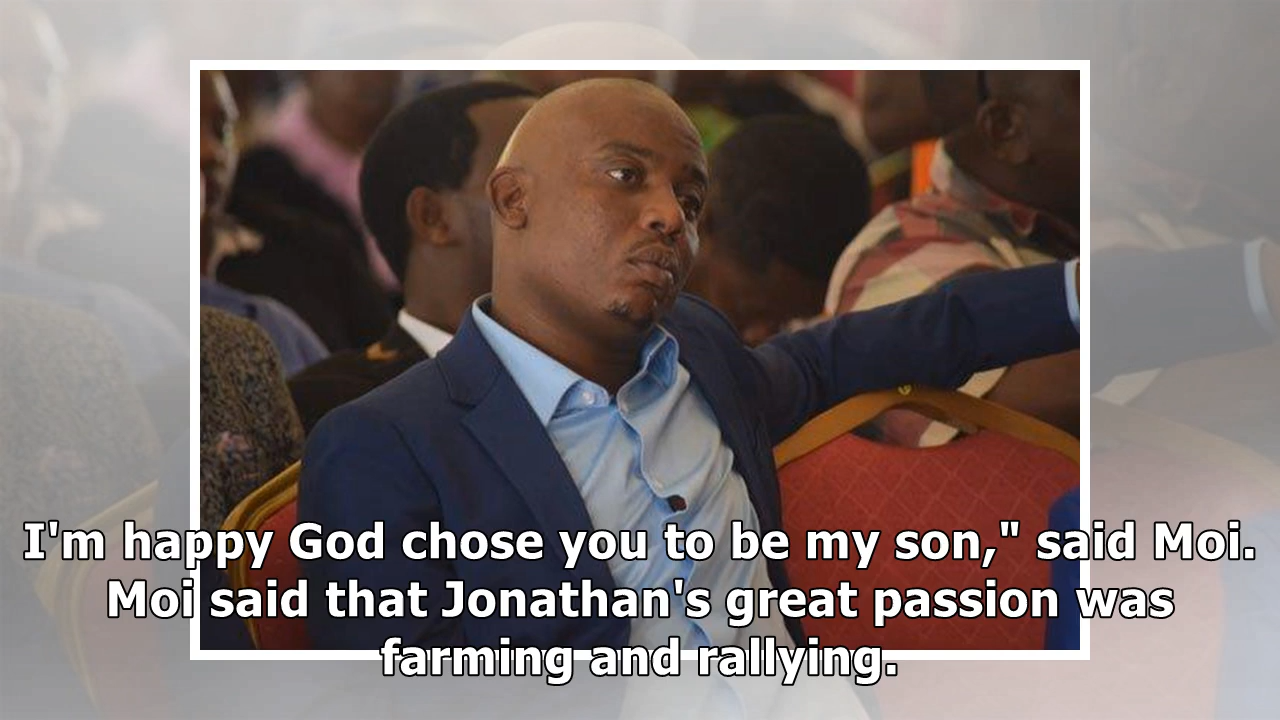 I'm happy God chose you to be my son," said Moi.
Moi said that Jonathan's great passion was
farming and rallying.